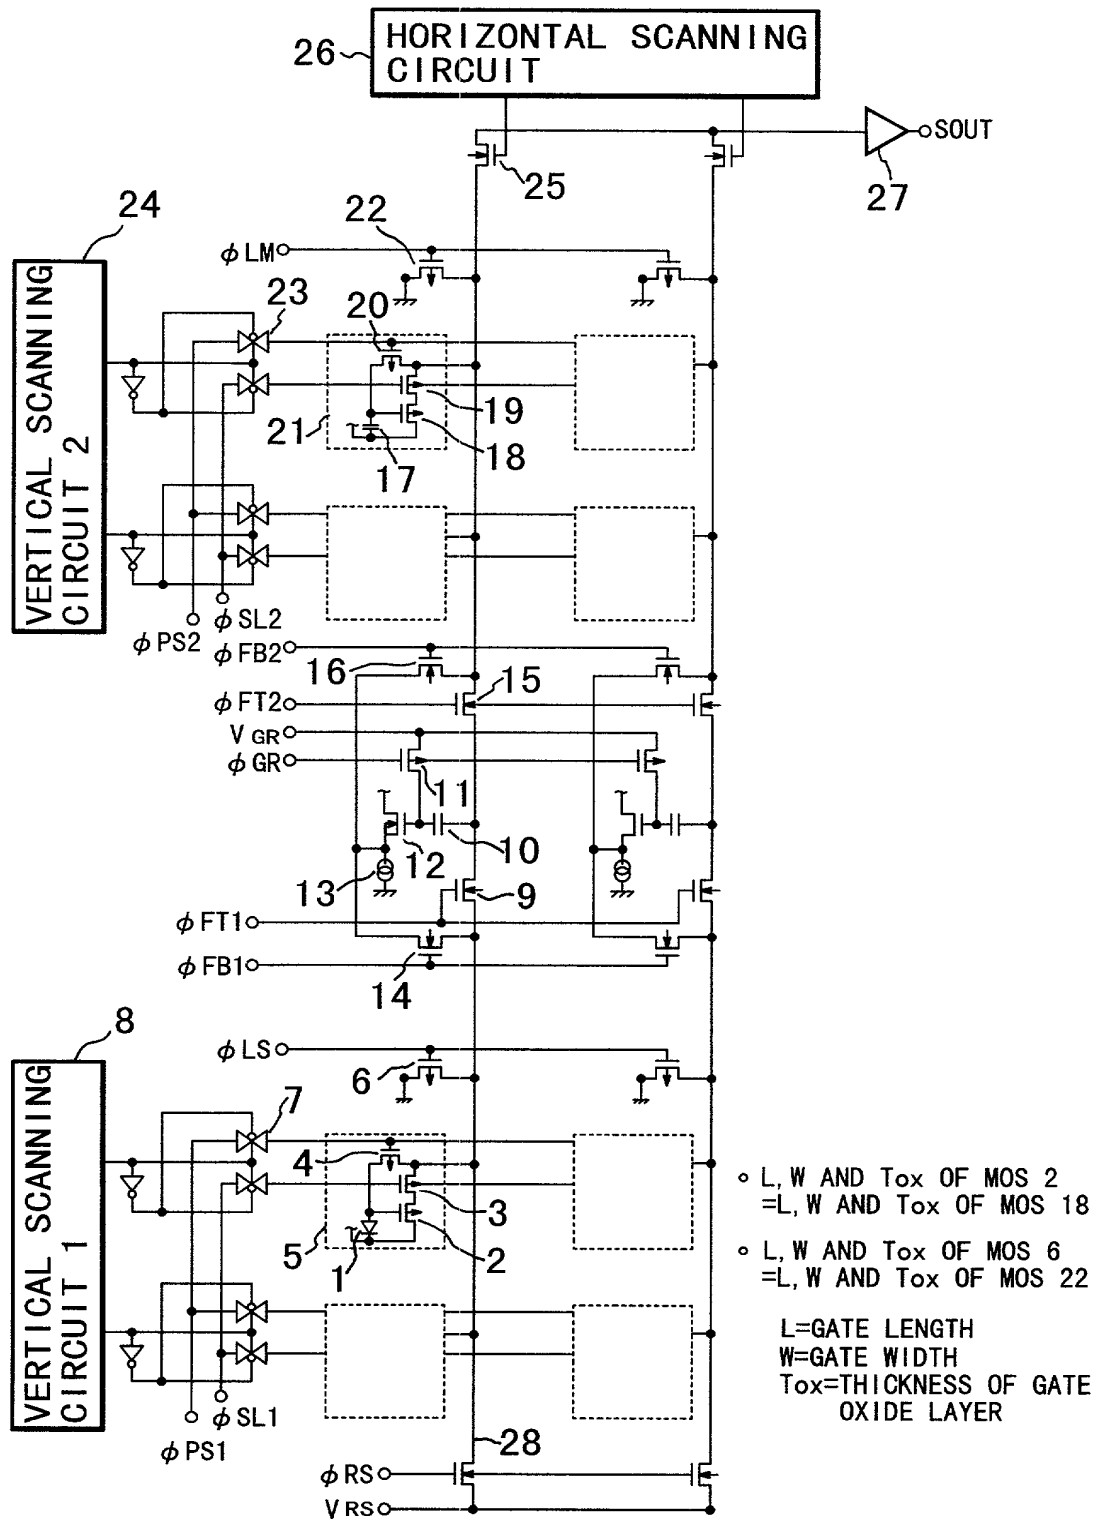 HORIZONTAL SCANNING
CIRCUIT
26
SOUT
25
27
24
22
φLM
23
20
19
21
18
17
VERTICAL SCANNING
CIRCUIT 2
φSL2
φPS2
φFB2
16
15
φFT2
V GR
φGR
11
10
12
13
9
φFT1
φFB1
14
8
φLS
6
7
VERTICAL SCANNING
CIRCUIT 1
4
3
5
1
2
φSL1
φPS1
28
φRS
V RS
L, W AND Tox OF MOS 2
=L, W AND Tox OF MOS 18
L, W AND Tox OF MOS 6
=L, W AND Tox OF MOS 22
L=GATE LENGTH
W=GATE WIDTH
Tox=THICKNESS OF GATE
OXIDE LAYER